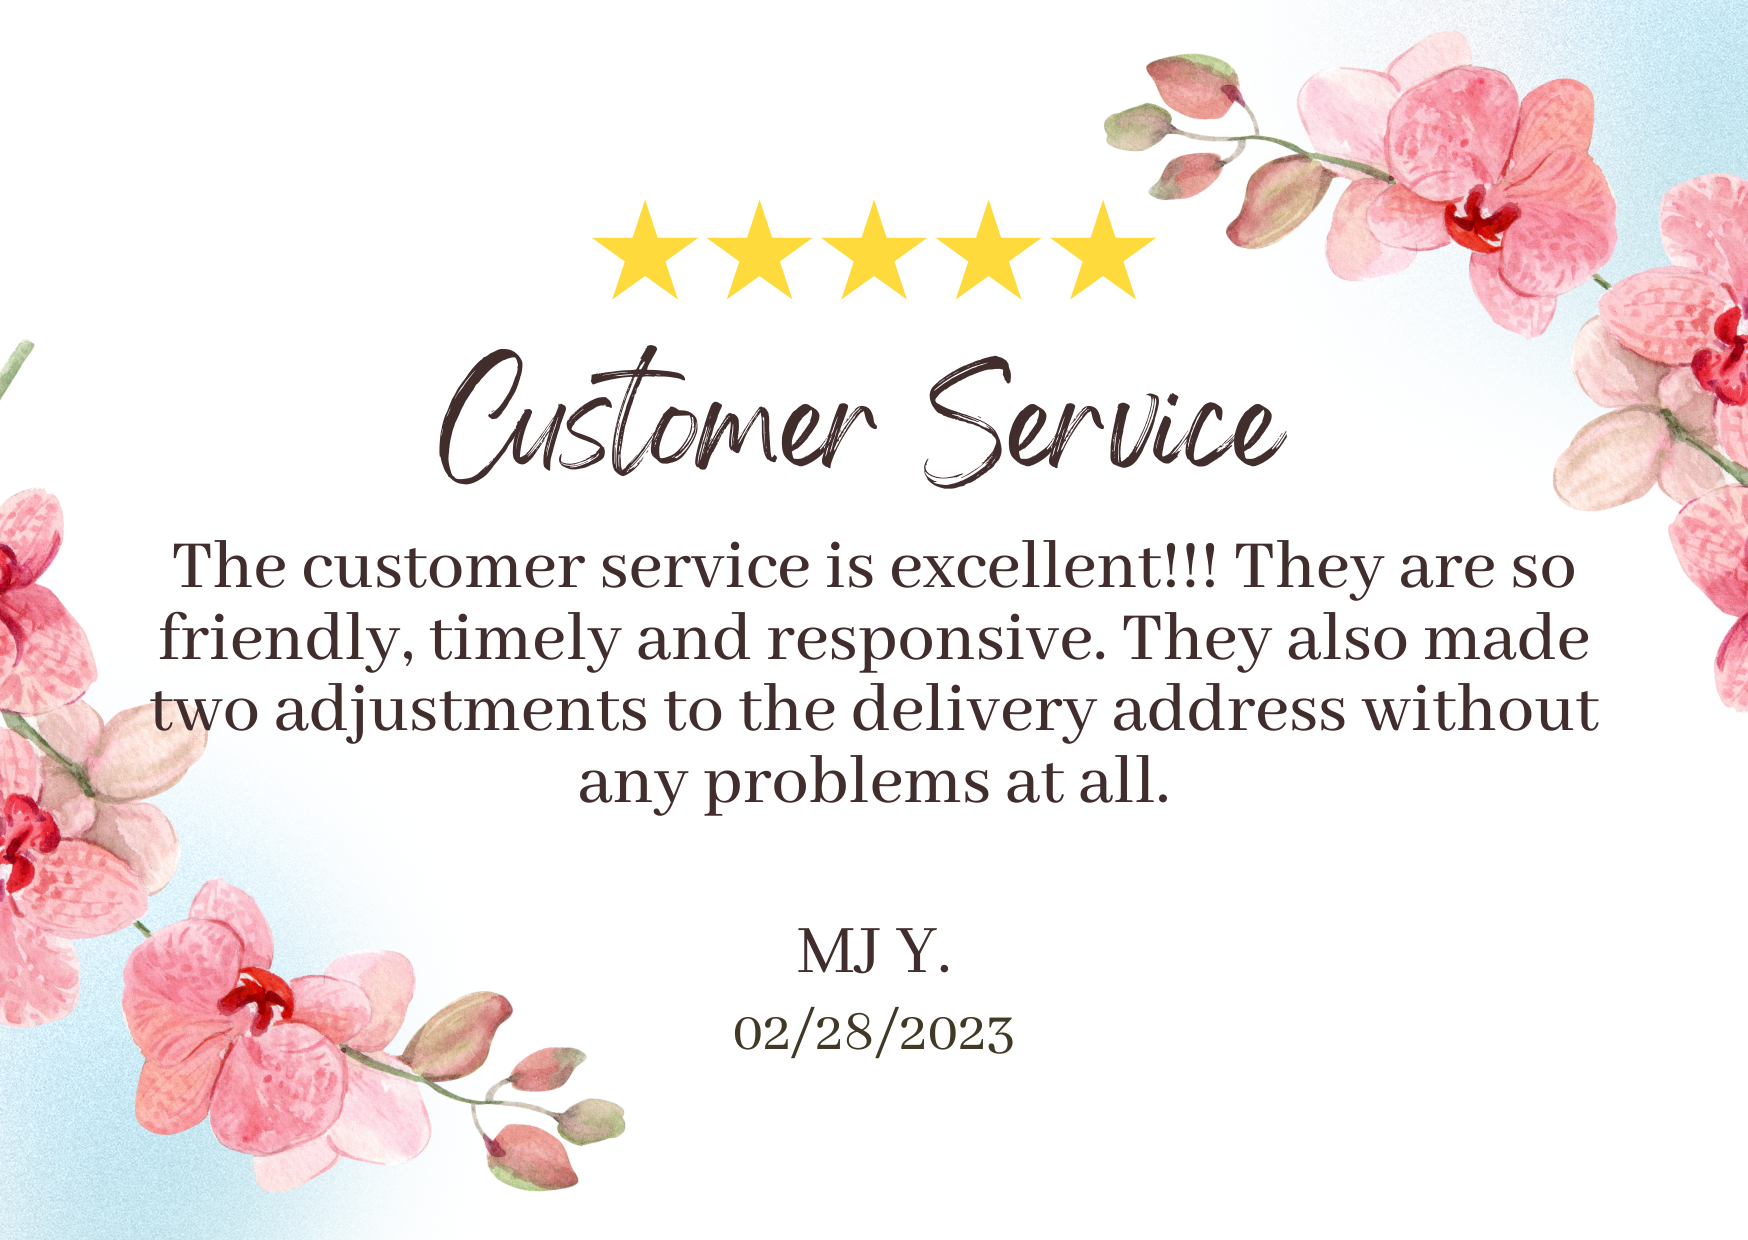 Customer Service
The customer service is excellent!!! They are so
friendly, timely and responsive. They also made
two adjustments to the delivery address without
any problems at all.
MJ Y.
02/28/2023